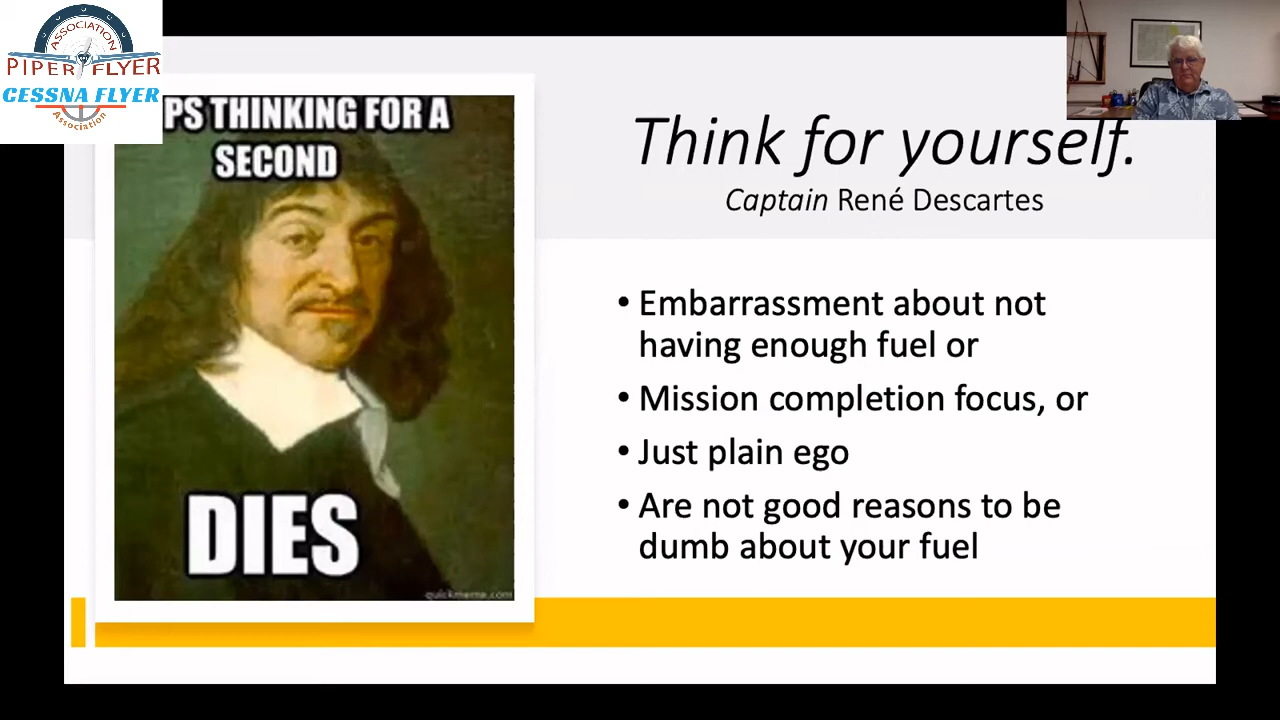 ASSOCIATION
PIPER FLYER
CESSNA FLYER
Association
PS THINKING FOR A
SECOND
DIES
quickmeme.com
Think for yourself.
Captain René Descartes
• Embarrassment about not
having enough fuel or
• Mission completion focus, or
• Just plain ego
• Are not good reasons to be
dumb about your fuel